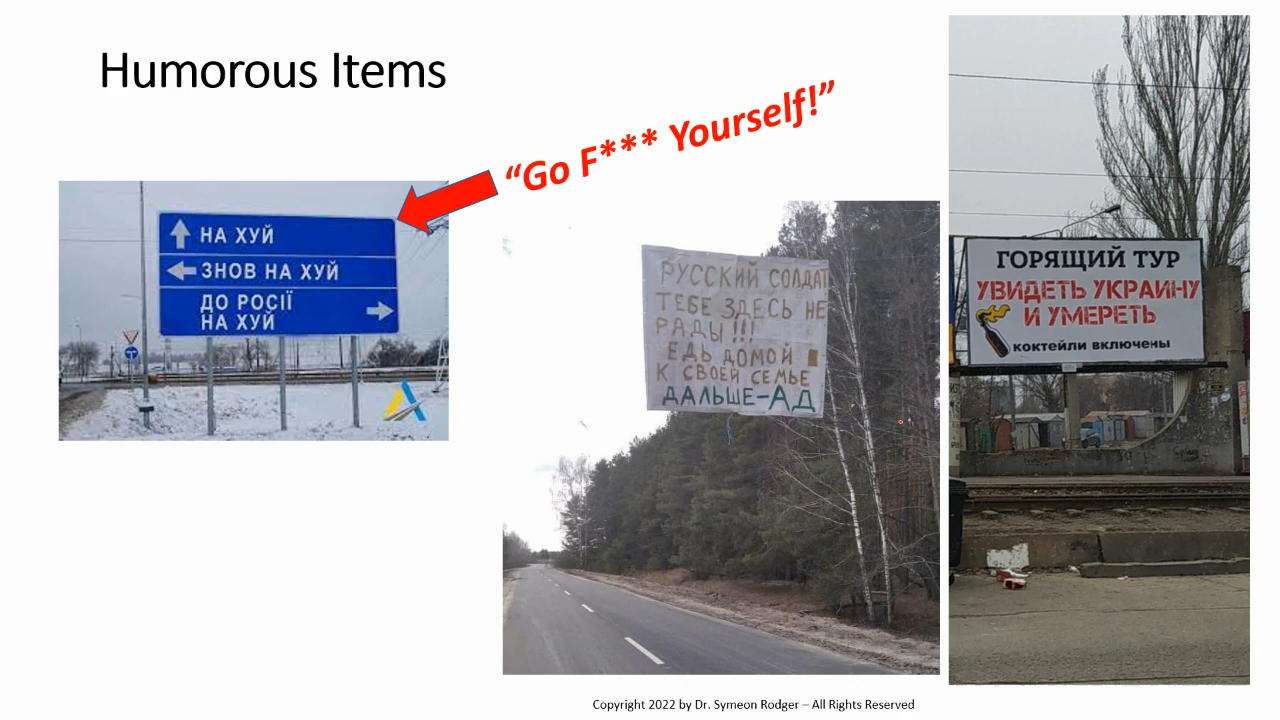 Humorous Items
“Go F*** Yourself!”
НА ХУЙ
ЗНОВ НА ХУЙ
ДО РОСІЇ
НА ХУЙ
РУССКИЙ СОЛДАТ
ТЕБЕ ЗДЕСЬ НЕ
РАДЫ!!!
ЕДЬ ДОМОЙ
К СВОЕЙ СЕМЬЕ
ДАЛЬШЕ-АД
ГОРЯЩИЙ ТУР
УВИДЕТЬ УКРАИНУ
И УМЕРЕТЬ
коктейли включены
Copyright 2022 by Dr. Symeon Rodger – All Rights Reserved